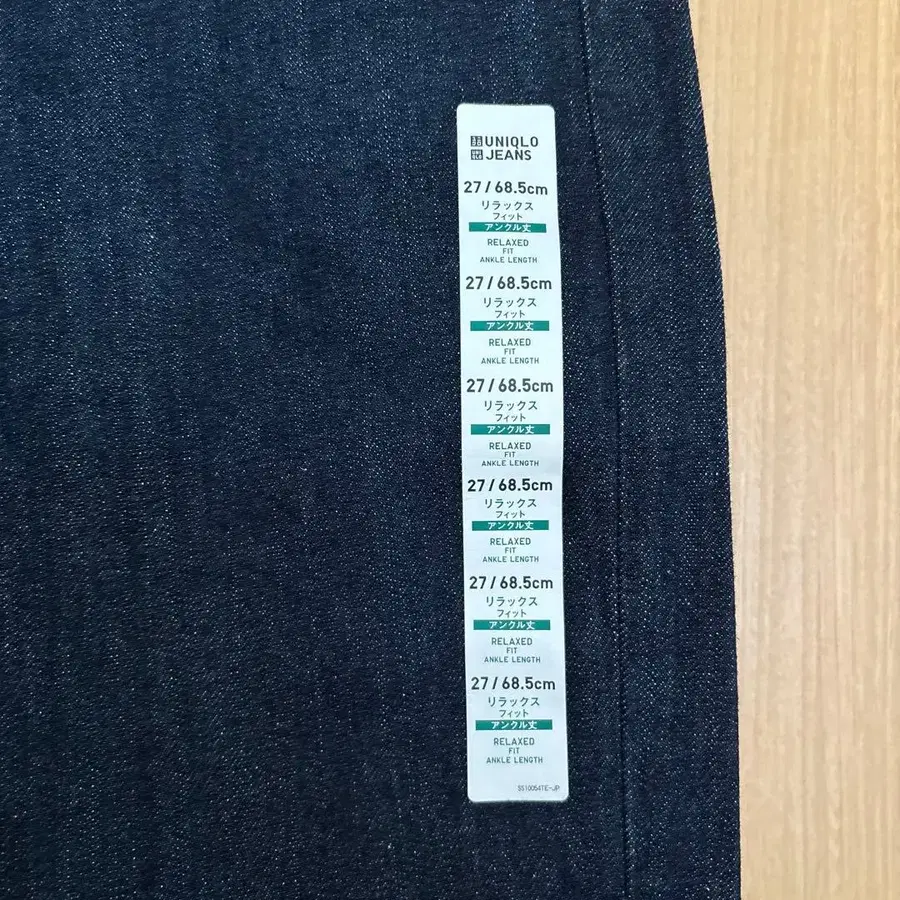 UNIQLO
JEANS
27/68.5cm
リラックス
フィット
アンクル丈
RELAXED
FIT
ANKLE LENGTH
27/68.5cm
リラックス
フィット
アンクル丈
RELAXED
FIT
ANKLE LENGTH
27/68.5cm
リラックス
フィット
アンクル丈
RELAXED
FIT
ANKLE LENGTH
27/68.5cm
リラックス
フィット
アンクル丈
RELAXED
FIT
ANKLE LENGTH
27/68.5cm
リラックス
フィット
アンクル丈
RELAXED
FIT
ANKLE LENGTH
27/68.5cm
リラックス
フィット
アンクル丈
RELAXED
FIT
ANKLE LENGTH